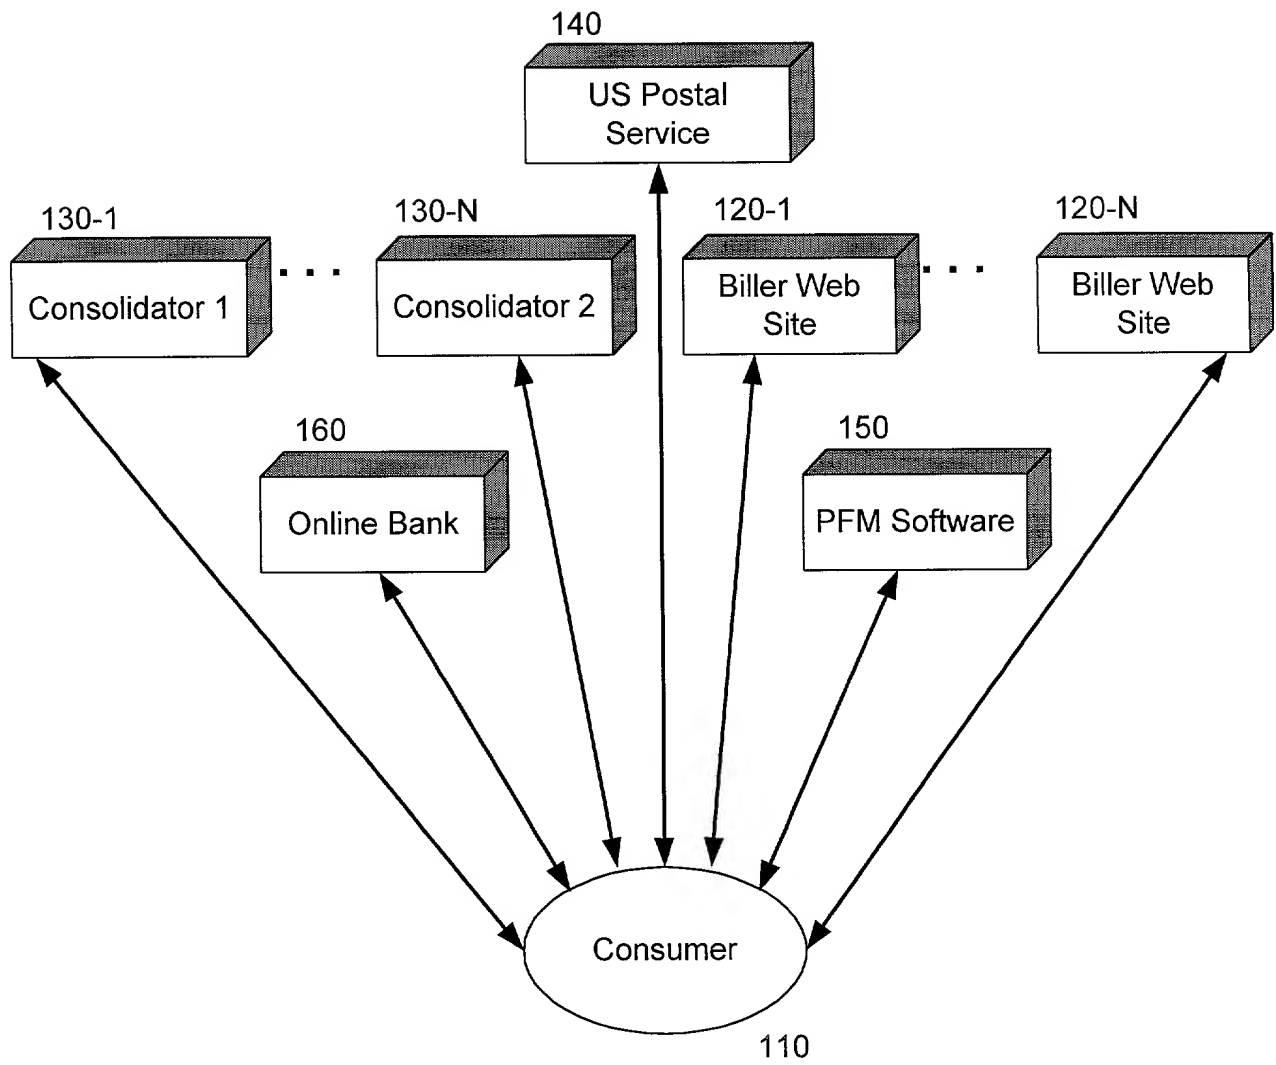 140
US Postal
Service
130-1
130-N
120-1
120-N
Consolidator 1
. . .
Consolidator 2
Biller Web
Site
. . .
Biller Web
Site
160
150
Online Bank
PFM Software
Consumer
110